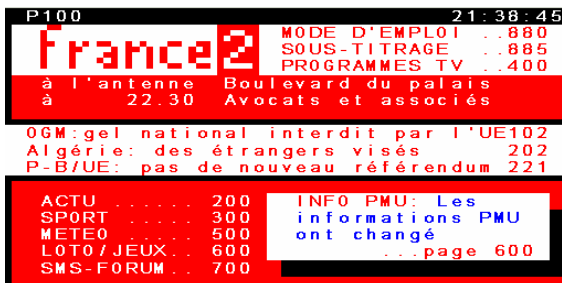 P100 21:38:45
france 2
MODE D'EMPLOI ..880
SOUS-TITRAGE ..885
PROGRAMMES TV ..400
à l'antenne Boulevard du palais
à 22.30 Avocats et associés
OGM:gel national interdit par l'UE102
Algérie: des étrangers visés 202
P-B/UE: pas de nouveau référendum 221
ACTU ...... 200
SPORT ..... 300
METEO ..... 500
LOTO/JEUX.. 600
SMS-FORUM.. 700
INFO PMU: Les
informations PMU
ont changé
...page 600